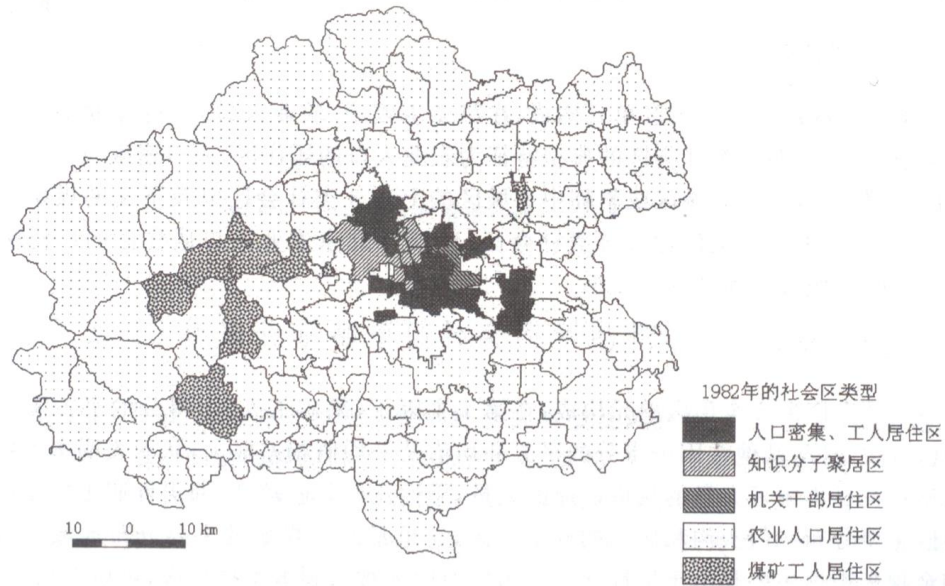 1982年的社会区类型
人口密集、工人居住区
知识分子聚居区
机关干部居住区
农业人口居住区
煤矿工人居住区
10 0 10 km